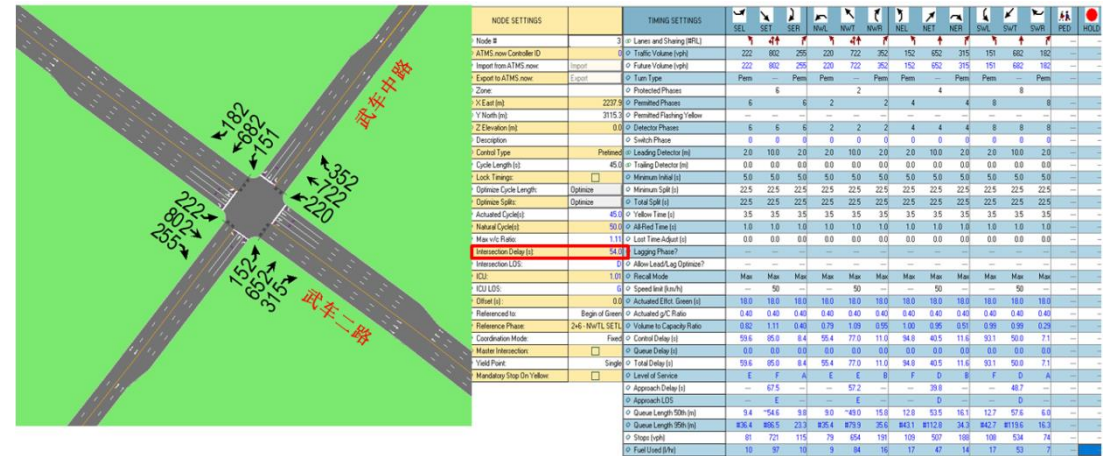 武车中路
武车二路
182
682
151
352
722
220
222
802
255
152
652
315
NODE SETTINGS
Node # 3
ATMS.now Controller ID 0
Import from ATMS.now: Import
Export to ATMS.now: Export
Zone:
X East (m): 2237.9
Y North (m): 3115.3
Z Elevation (m): 0.0
Description
Control Type Pretimed
Cycle Length (s): 45.0
Lock Timings:
Optimize Cycle Length: Optimize
Optimize Splits: Optimize
Actuated Cycle(s): 45.0
Natural Cycle(s): 50.0
Max v/c Ratio: 1.11
Intersection Delay (s): 54.0
Intersection LOS: D
ICU: 1.01
ICU LOS: G
Offset (s) : 0.0
Referenced to: Begin of Green
Reference Phase: 2+6 - NWTL SETL
Coordination Mode: Fixed
Master Intersection:
Yield Point: Single
Mandatory Stop On Yellow:
TIMING SETTINGS SEL SET SER NWL NWT NWR NEL NET NER SWL SWT SWR PED HOLD
Lanes and Sharing (#RL)
Traffic Volume (vph) 222 802 255 220 722 352 152 652 315 151 682 182
Future Volume (vph) 222 802 255 220 722 352 152 652 315 151 682 182
Turn Type Perm — Perm Perm — Perm Perm — Perm Perm — Perm
Protected Phases 6 2 4 8
Permitted Phases 6 6 2 2 4 4 8 8
Permitted Flashing Yellow
Detector Phases 6 6 6 2 2 2 4 4 4 8 8 8
Switch Phase 0 0 0 0 0 0 0 0 0 0 0 0
Leading Detector (m) 2.0 10.0 2.0 2.0 10.0 2.0 2.0 10.0 2.0 2.0 10.0 2.0
Trailing Detector (m) 0.0 0.0 0.0 0.0 0.0 0.0 0.0 0.0 0.0 0.0 0.0 0.0
Minimum Initial (s) 5.0 5.0 5.0 5.0 5.0 5.0 5.0 5.0 5.0 5.0 5.0 5.0
Minimum Split (s) 22.5 22.5 22.5 22.5 22.5 22.5 22.5 22.5 22.5 22.5 22.5 22.5
Total Split (s) 22.5 22.5 22.5 22.5 22.5 22.5 22.5 22.5 22.5 22.5 22.5 22.5
Yellow Time (s) 3.5 3.5 3.5 3.5 3.5 3.5 3.5 3.5 3.5 3.5 3.5 3.5
All-Red Time (s) 1.0 1.0 1.0 1.0 1.0 1.0 1.0 1.0 1.0 1.0 1.0 1.0
Lost Time Adjust (s) 0.0 0.0 0.0 0.0 0.0 0.0 0.0 0.0 0.0 0.0 0.0 0.0
Lagging Phase?
Allow Lead/Lag Optimize?
Recall Mode Max Max Max Max Max Max Max Max Max Max Max Max
Speed limit (km/h) — 50 — — 50 — — 50 — — 50 —
Actuated Effct. Green (s) 18.0 18.0 18.0 18.0 18.0 18.0 18.0 18.0 18.0 18.0 18.0 18.0
Actuated g/C Ratio 0.40 0.40 0.40 0.40 0.40 0.40 0.40 0.40 0.40 0.40 0.40 0.40
Volume to Capacity Ratio 0.82 1.11 0.40 0.79 1.09 0.55 1.00 0.95 0.51 0.99 0.99 0.29
Control Delay (s) 59.6 85.0 8.4 55.4 77.0 11.0 94.8 40.5 11.6 93.1 50.0 7.1
Queue Delay (s) 0.0 0.0 0.0 0.0 0.0 0.0 0.0 0.0 0.0 0.0 0.0 0.0
Total Delay (s) 59.6 85.0 8.4 55.4 77.0 11.0 94.8 40.5 11.6 93.1 50.0 7.1
Level of Service E F A E E B F D B F D A
Approach Delay (s) — 67.5 — — 57.2 — — 39.8 — — 48.7 —
Approach LOS — E — — E — — D — — D —
Queue Length 50th (m) 9.4 ~54.6 9.8 9.0 ~49.0 15.8 12.8 53.5 16.1 12.7 57.6 6.0
Queue Length 95th (m) #36.4 #86.5 23.3 #35.4 #79.9 35.6 #43.1 #112.8 34.3 #42.7 #119.6 16.3
Stops (vph) 81 721 115 79 654 191 109 507 188 108 534 74
Fuel Used (l/hr) 10 97 10 9 84 16 17 47 14 17 53 7